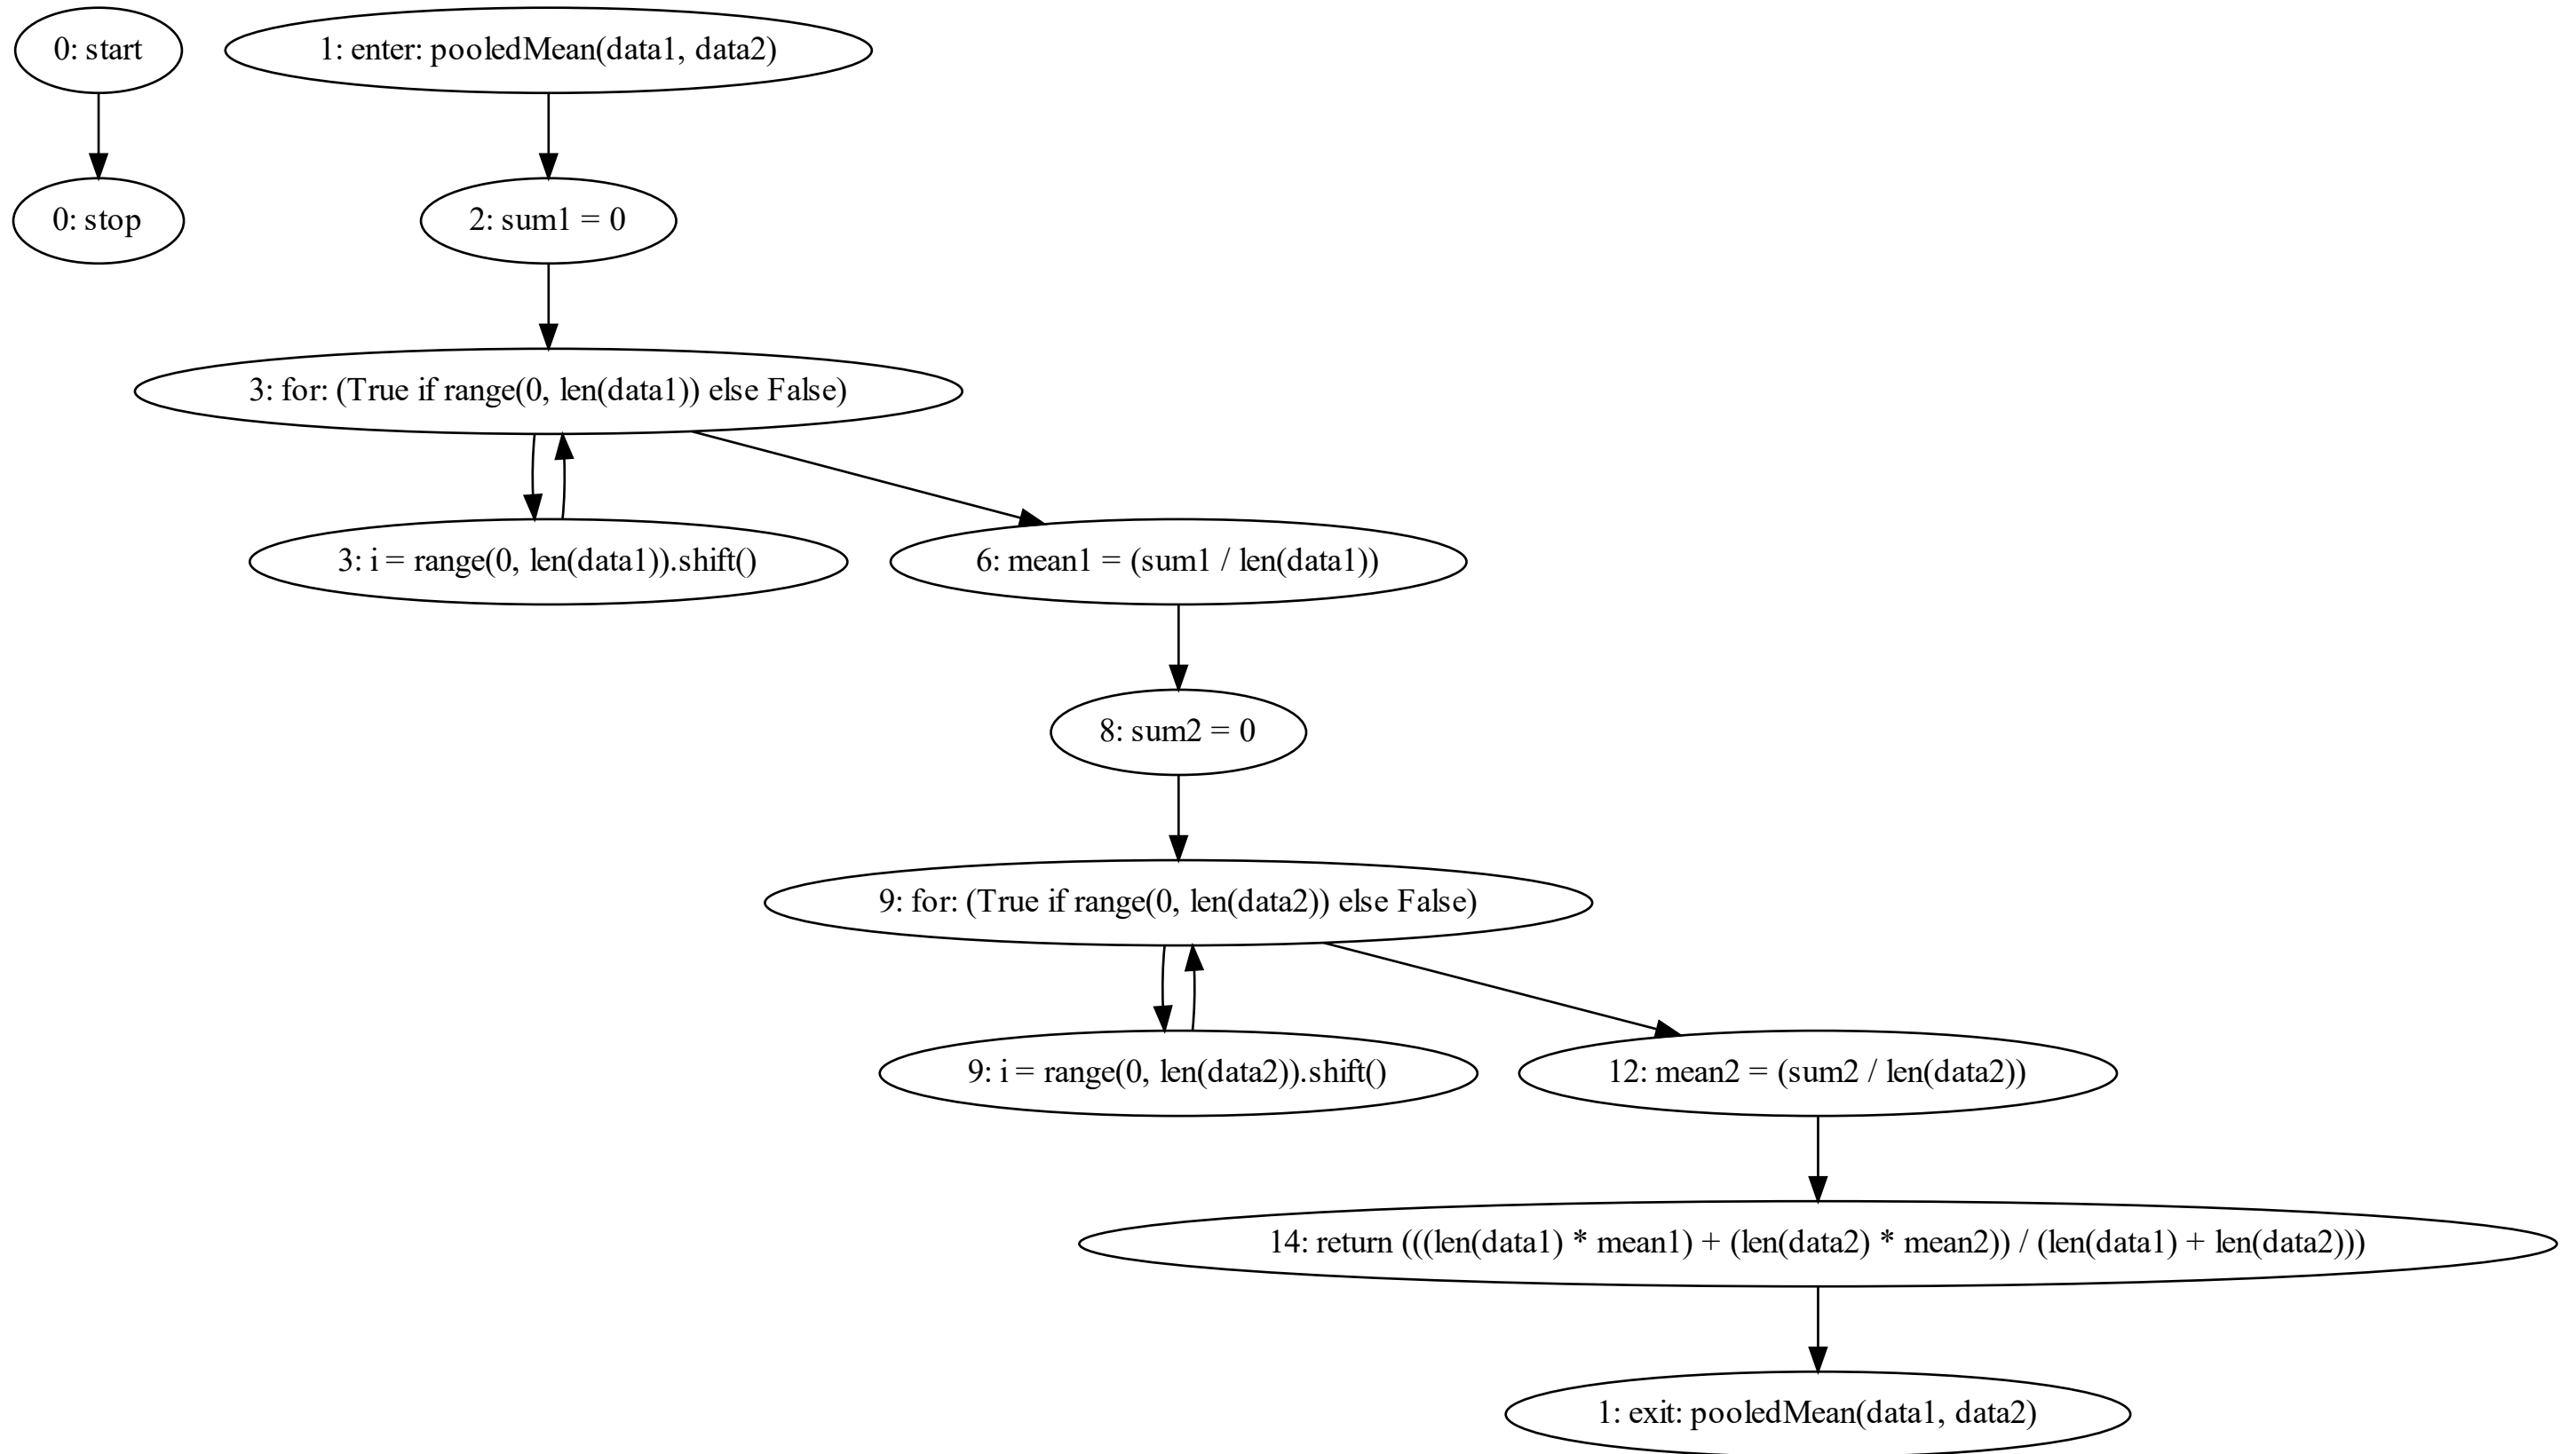 0: start
1: enter: pooledMean(data1, data2)
0: stop
2: sum1 = 0
3: for: (True if range(0, len(data1)) else False)
3: i = range(0, len(data1)).shift()
6: mean1 = (sum1 / len(data1))
8: sum2 = 0
9: for: (True if range(0, len(data2)) else False)
9: i = range(0, len(data2)).shift()
12: mean2 = (sum2 / len(data2))
14: return (((len(data1) * mean1) + (len(data2) * mean2)) / (len(data1) + len(data2)))
1: exit: pooledMean(data1, data2)